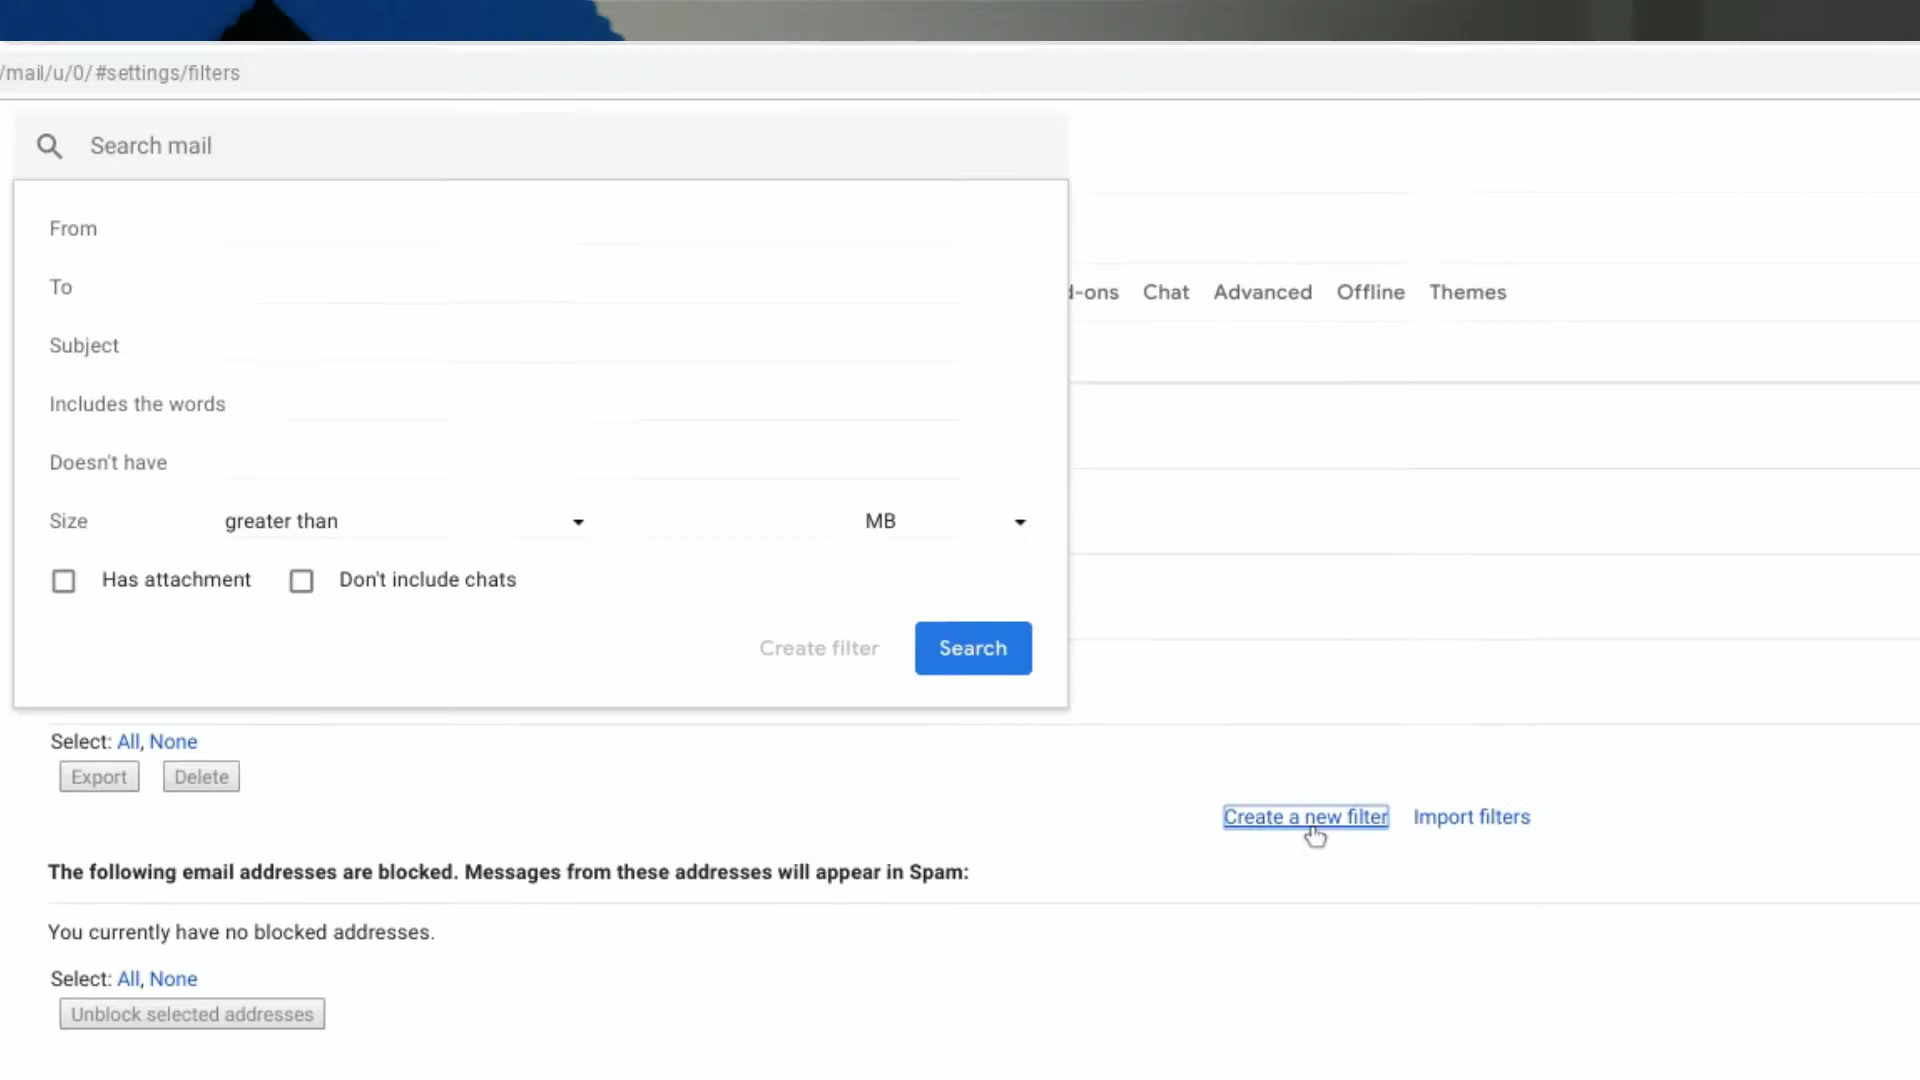 /mail/u/0/#settings/filters
Search mail
From
To
d-ons Chat Advanced Offline Themes
Subject
Includes the words
Doesn't have
Size greater than MB
Has attachment Don't include chats
Create filter Search
Select: All, None
Export Delete
Create a new filter Import filters
The following email addresses are blocked. Messages from these addresses will appear in Spam:
You currently have no blocked addresses.
Select: All, None
Unblock selected addresses